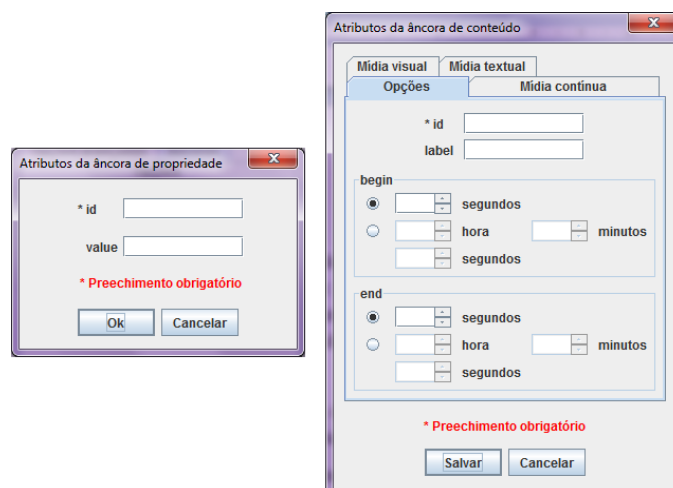 Atributos da âncora de propriedade
* id
value
* Preechimento obrigatório
Ok Cancelar
Atributos da âncora de conteúdo
Mídia visual Mídia textual
Opções Mídia contínua
* id
label
begin
segundos
hora minutos
segundos
end
segundos
hora minutos
segundos
* Preechimento obrigatório
Salvar Cancelar